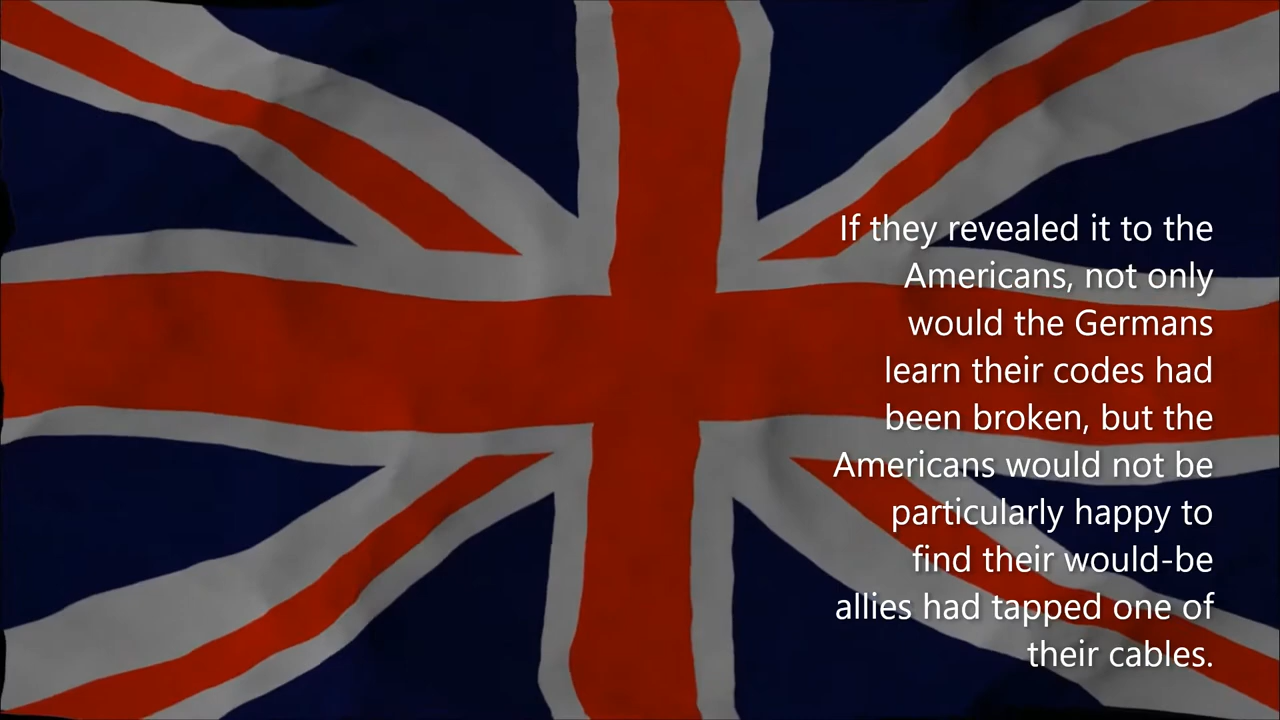 If they revealed it to the
Americans, not only
would the Germans
learn their codes had
been broken, but the
Americans would not be
particularly happy to
find their would-be
allies had tapped one of
their cables.